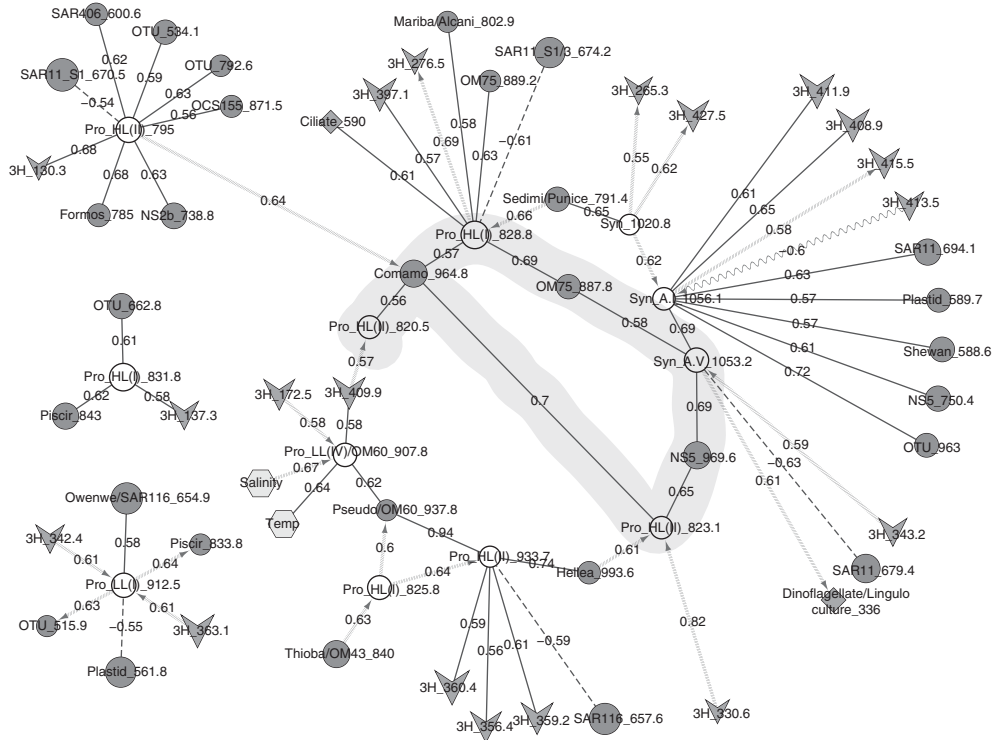 SAR406_600.6
OTU_534.1
OTU_792.6
SAR11_S1_670.5
OCS155_871.5
Pro_HL(II)_795
3H_130.3
Formos_785
NS2b_738.8
0.62
0.59
0.63
0.56
−0.54
0.68
0.68
0.63
0.64
Mariba/Alcani_802.9
3H_276.5
SAR11_S1/3_674.2
OM75_889.2
3H_397.1
Ciliate_590
0.58
0.69
−0.61
0.63
0.57
0.61
Sedimi/Punice_791.4
0.66
0.65
Pro_HL(I)_828.8
0.57
0.69
Comamo_964.8
OM75_887.8
0.58
0.56
Pro_HL(II)_820.5
0.57
0.7
3H_265.3
3H_427.5
0.55
0.62
Syn_1020.8
0.62
3H_411.9
3H_408.9
3H_415.5
3H_413.5
SAR11_694.1
Plastid_589.7
Shewan_588.6
NS5_750.4
OTU_963
0.61
0.65
0.58
−0.6
0.63
0.57
0.57
0.61
0.72
0.69
Syn_A.V_1053.2
0.69
NS5_969.6
0.65
Pro_HL(II)_823.1
0.59
−0.63
0.61
3H_343.2
SAR11_679.4
Dinoflagellate/Lingulo
culture_336
0.82
3H_330.6
OTU_662.8
0.61
Pro_HL(I)_831.8
0.62
0.58
Piscir_843
3H_137.3
3H_172.5
3H_409.9
0.58
0.58
Pro_LL(IV)/OM60_907.8
0.67
Salinity
0.64
0.62
Temp
Pseudo/OM60_937.8
0.94
0.6
Pro_HL(II)_933.7
0.74
0.64
Hellea_993.6
0.61
Pro_HL(I)_825.8
0.63
Thioba/OM43_840
0.59
0.56
0.61
−0.59
3H_360.4
3H_356.4
3H_359.2
SAR116_657.6
Owenwe/SAR116_654.9
3H_342.4
0.58
Piscir_833.8
0.61
0.64
Pro_LL(I)_912.5
0.63
0.61
OTU_515.9
−0.55
3H_363.1
Plastid_561.8